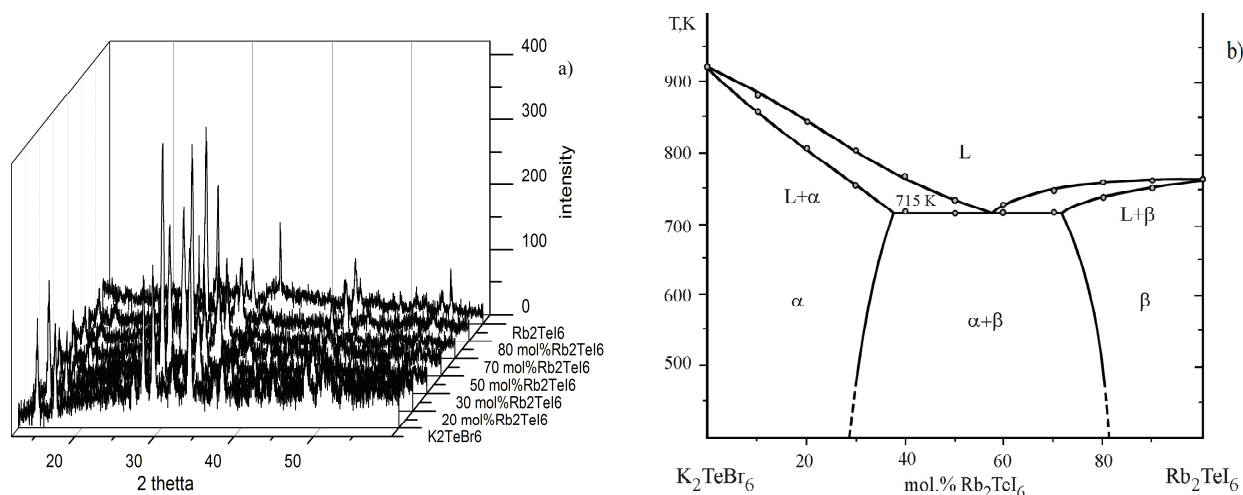 a)
400
300
200
100
0
intensity
Rb2TeI6
80 mol%Rb2TeI6
70 mol%Rb2TeI6
50 mol%Rb2TeI6
30 mol%Rb2TeI6
20 mol%Rb2TeI6
K2TeBr6
20 30 40 50
2 thetta
b)
T,K
900
800
700
600
500
L
L+α
715 K
L+β
α
α+β
β
20 40 60 80
K₂TeBr₆ mol.% Rb₂TeI₆ Rb₂TeI₆